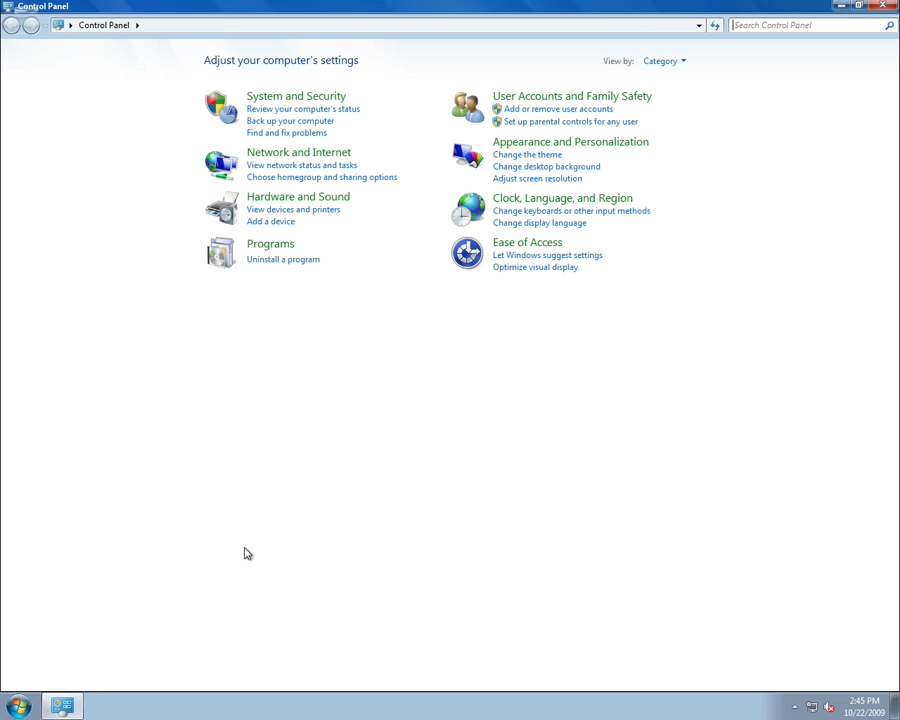 Control Panel
Control Panel
Search Control Panel
Adjust your computer's settings
View by: Category
System and Security
Review your computer's status
Back up your computer
Find and fix problems
Network and Internet
View network status and tasks
Choose homegroup and sharing options
Hardware and Sound
View devices and printers
Add a device
Programs
Uninstall a program
User Accounts and Family Safety
Add or remove user accounts
Set up parental controls for any user
Appearance and Personalization
Change the theme
Change desktop background
Adjust screen resolution
Clock, Language, and Region
Change keyboards or other input methods
Change display language
Ease of Access
Let Windows suggest settings
Optimize visual display
2:45 PM
10/22/2009